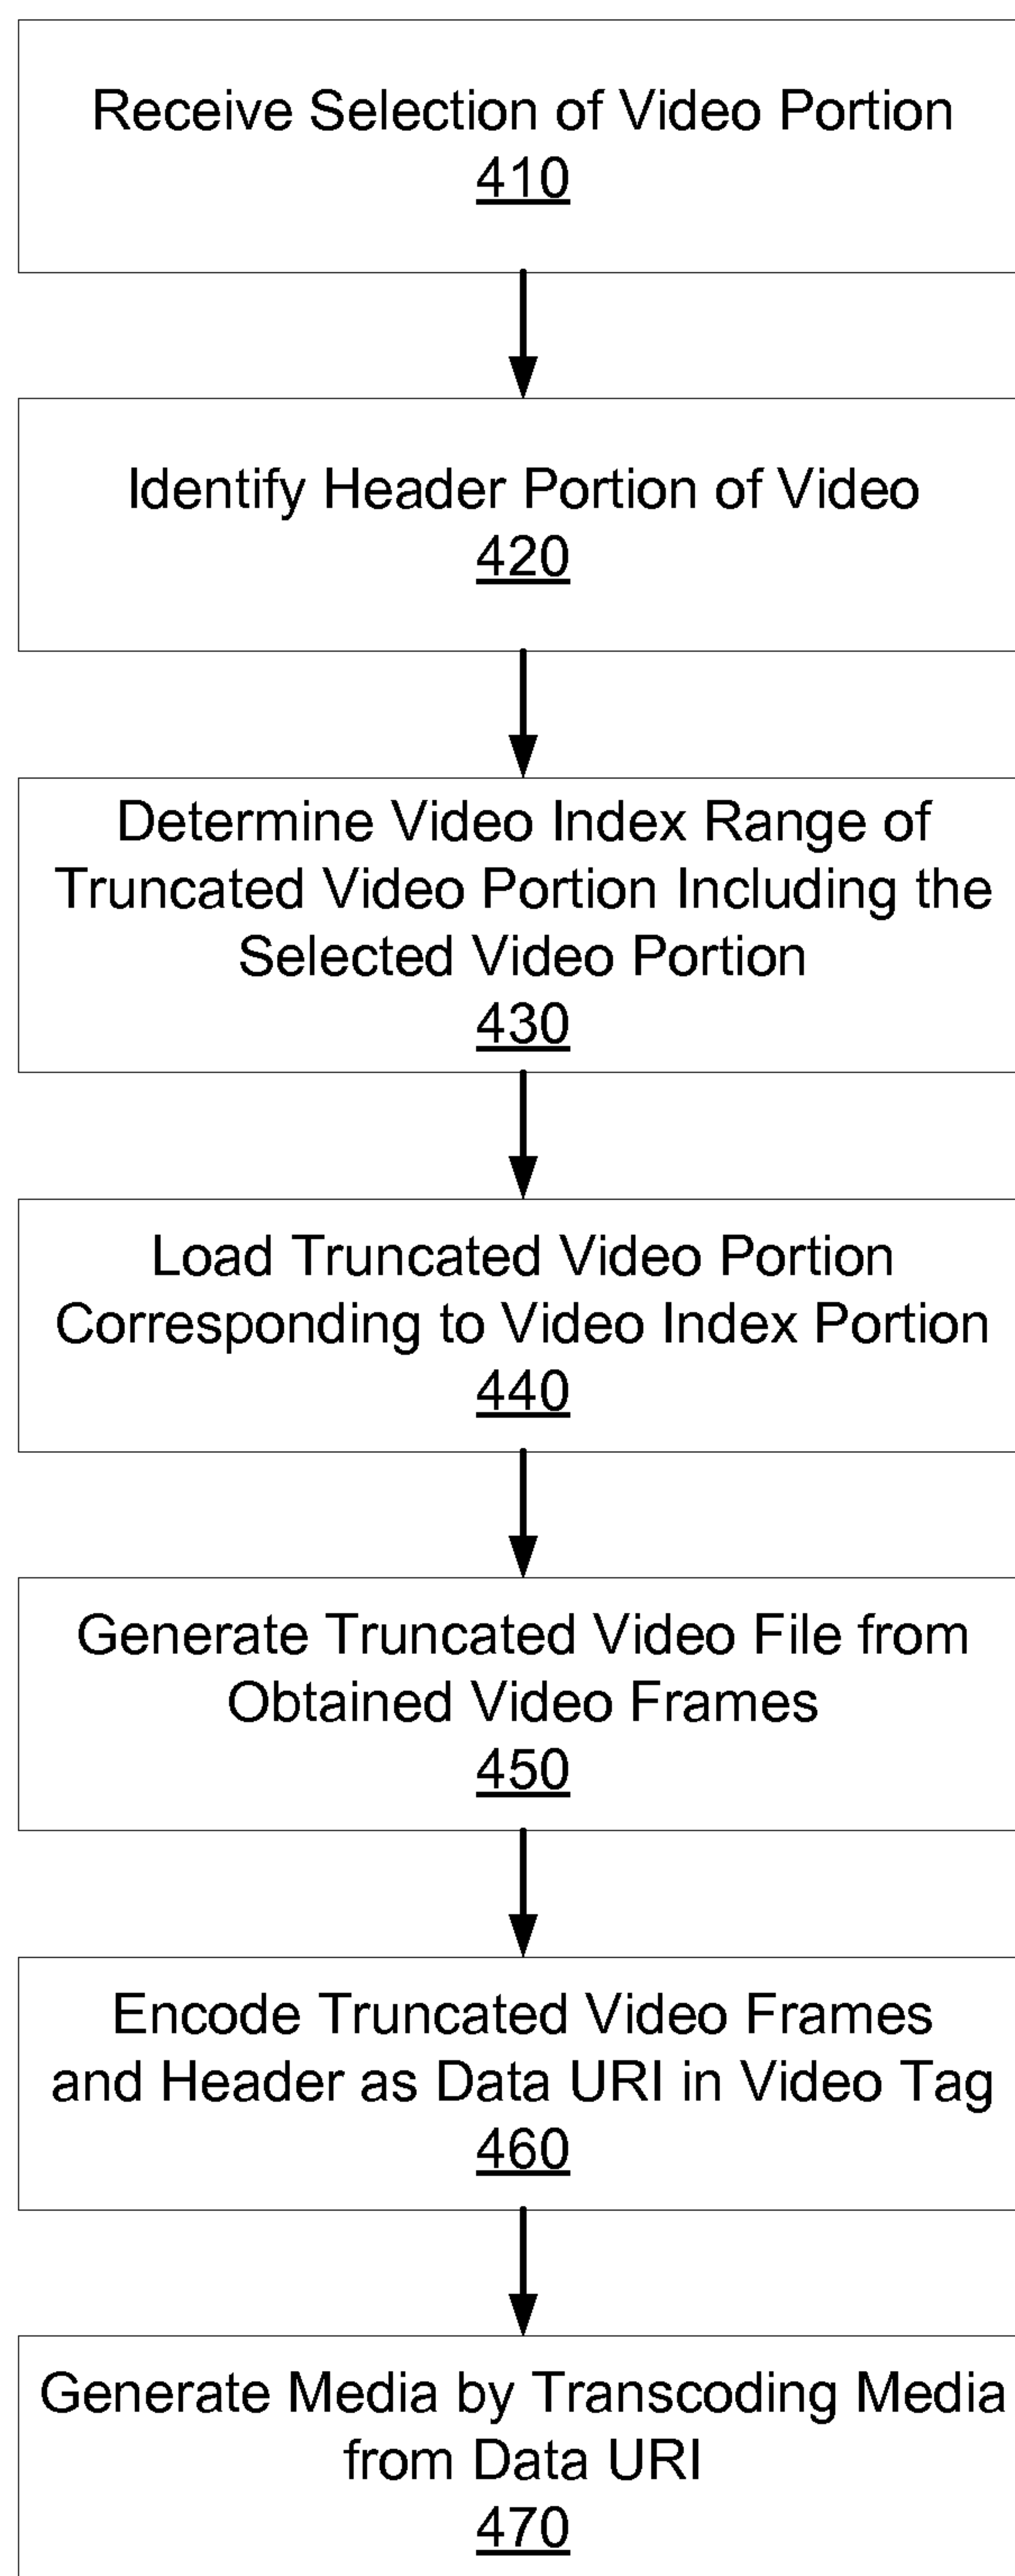 Receive Selection of Video Portion
410
Identify Header Portion of Video
420
Determine Video Index Range of
Truncated Video Portion Including the
Selected Video Portion
430
Load Truncated Video Portion
Corresponding to Video Index Portion
440
Generate Truncated Video File from
Obtained Video Frames
450
Encode Truncated Video Frames
and Header as Data URI in Video Tag
460
Generate Media by Transcoding Media
from Data URI
470